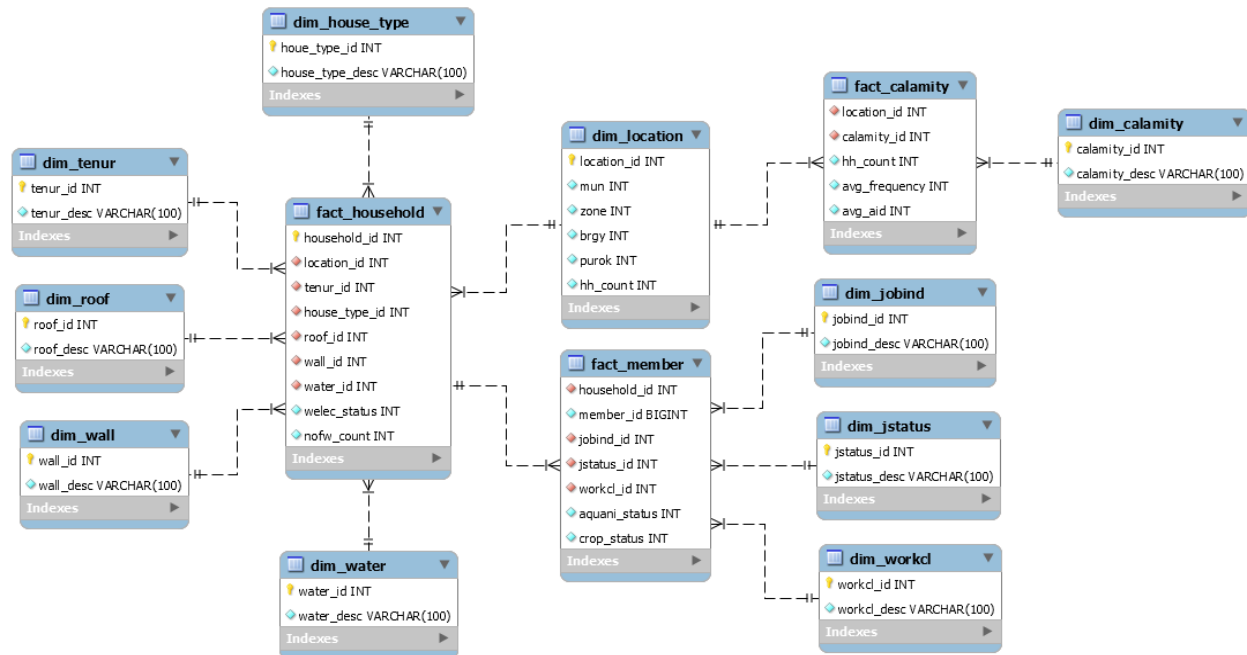 dim_house_type
houe_type_id INT
house_type_desc VARCHAR(100)
Indexes
dim_tenur
tenur_id INT
tenur_desc VARCHAR(100)
Indexes
dim_roof
roof_id INT
roof_desc VARCHAR(100)
Indexes
dim_wall
wall_id INT
wall_desc VARCHAR(100)
Indexes
fact_household
household_id INT
location_id INT
tenur_id INT
house_type_id INT
roof_id INT
wall_id INT
water_id INT
welec_status INT
nofw_count INT
Indexes
dim_water
water_id INT
water_desc VARCHAR(100)
Indexes
dim_location
location_id INT
mun INT
zone INT
brgy INT
purok INT
hh_count INT
Indexes
fact_member
household_id INT
member_id BIGINT
jobind_id INT
jstatus_id INT
workcl_id INT
aquani_status INT
crop_status INT
Indexes
fact_calamity
location_id INT
calamity_id INT
hh_count INT
avg_frequency INT
avg_aid INT
Indexes
dim_calamity
calamity_id INT
calamity_desc VARCHAR(100)
Indexes
dim_jobind
jobind_id INT
jobind_desc VARCHAR(100)
Indexes
dim_jstatus
jstatus_id INT
jstatus_desc VARCHAR(100)
Indexes
dim_workcl
workcl_id INT
workcl_desc VARCHAR(100)
Indexes